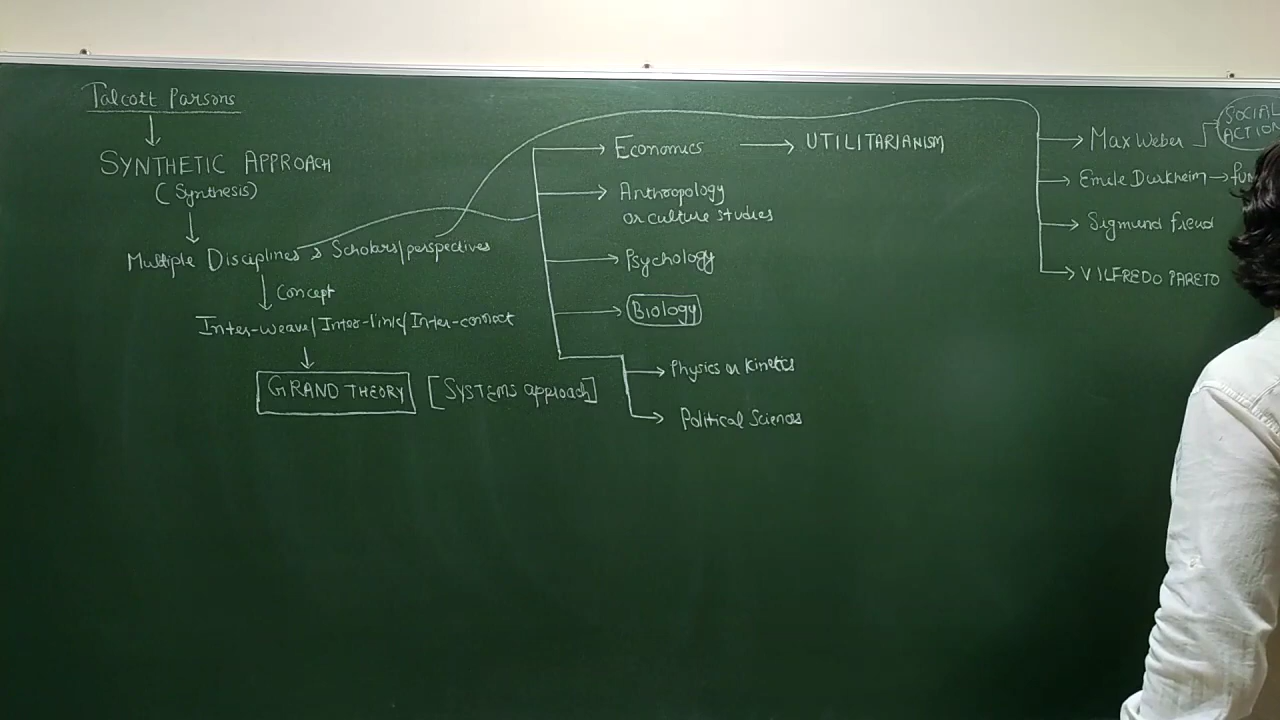 Talcott Parsons
SYNTHETIC APPROACH
(Synthesis)
Multiple Disciplines, Scholars/perspectives
Concept
Inter-weave/Inter-link/Inter-connect
GRAND THEORY [SYSTEMS approach]
Economics → UTILITARIANISM
Anthropology
or culture studies
Psychology
Biology
Physics or Kinetics
Political Sciences
Max Weber
SOCIAL
ACTION
Emile Durkheim →
Sigmund Freud
VILFREDO PARETO